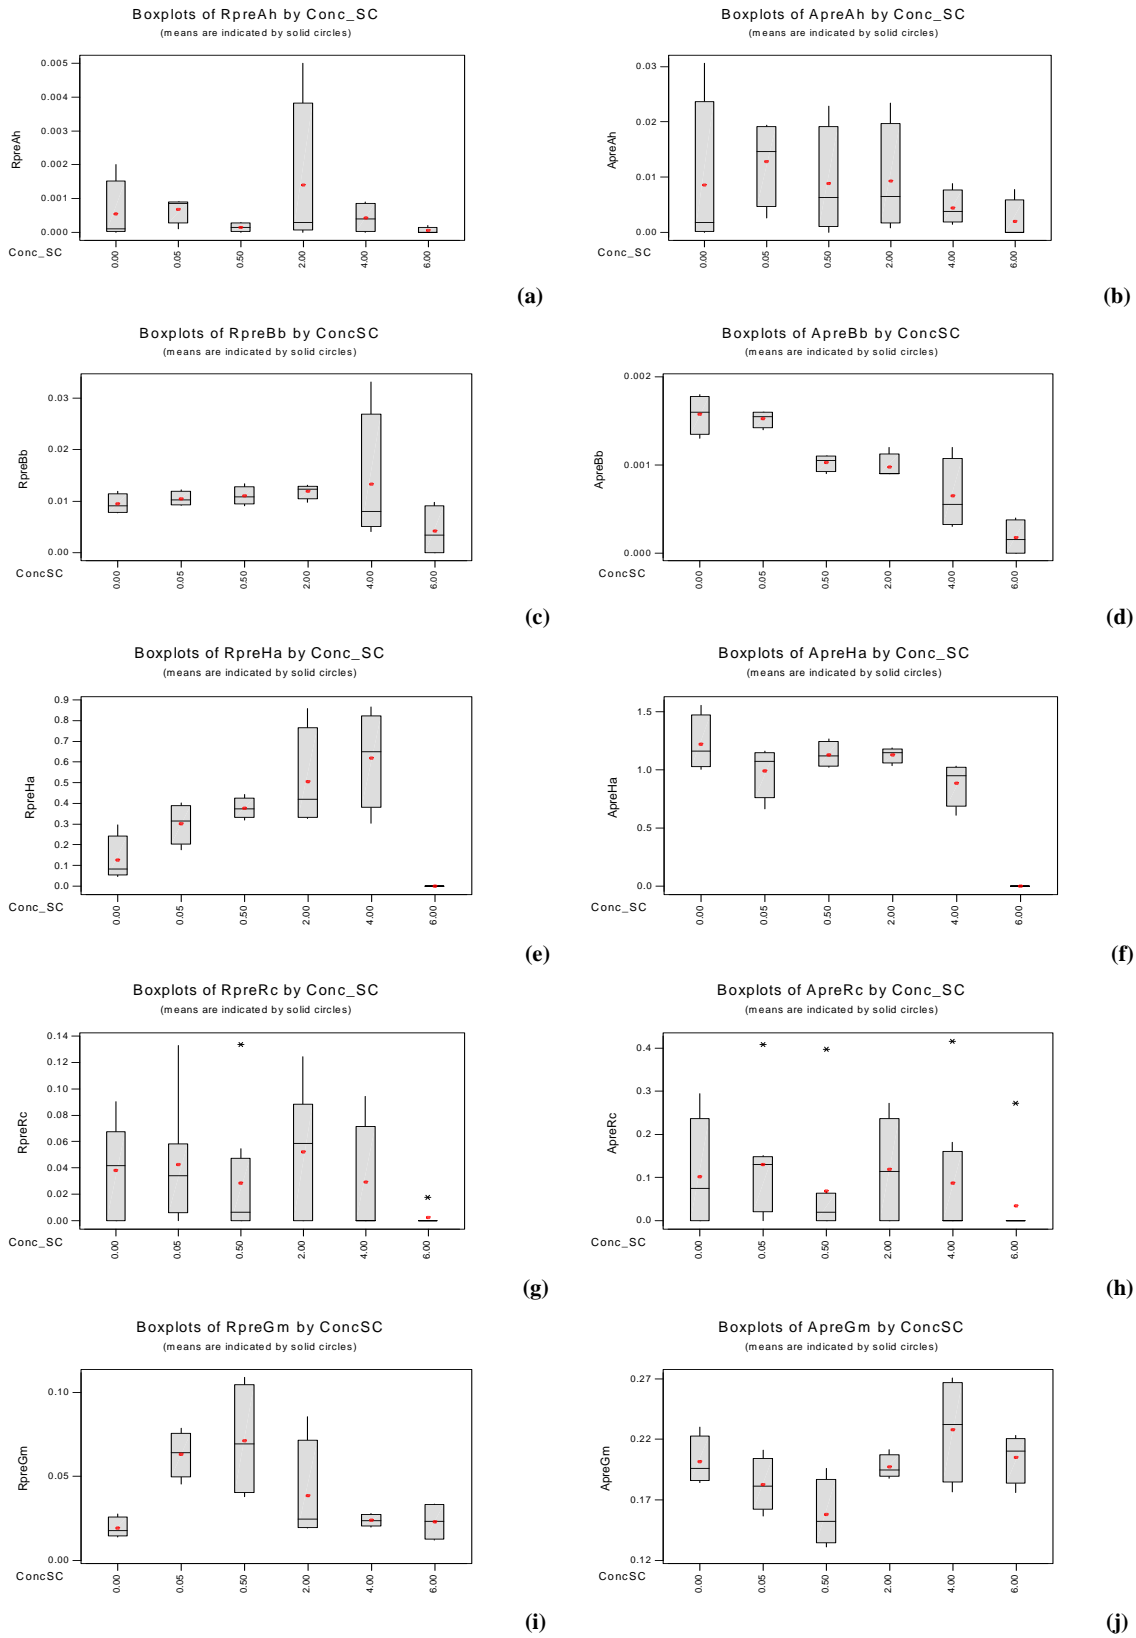 Boxplots of RpreAh by Conc_SC
(means are indicated by solid circles)
0.005
0.004
0.003
0.002
0.001
0.000
RpreAh
Conc_SC
0.00
0.05
0.50
2.00
4.00
6.00
(a)
Boxplots of ApreAh by Conc_SC
(means are indicated by solid circles)
0.03
0.02
0.01
0.00
ApreAh
Conc_SC
0.00
0.05
0.50
2.00
4.00
6.00
(b)
Boxplots of RpreBb by ConcSC
(means are indicated by solid circles)
0.03
0.02
0.01
0.00
RpreBb
ConcSC
0.00
0.05
0.50
2.00
4.00
6.00
(c)
Boxplots of ApreBb by ConcSC
(means are indicated by solid circles)
0.002
0.001
0.000
ApreBb
ConcSC
0.00
0.05
0.50
2.00
4.00
6.00
(d)
Boxplots of RpreHa by Conc_SC
(means are indicated by solid circles)
0.9
0.8
0.7
0.6
0.5
0.4
0.3
0.2
0.1
0.0
RpreHa
Conc_SC
0.00
0.05
0.50
2.00
4.00
6.00
(e)
Boxplots of ApreHa by Conc_SC
(means are indicated by solid circles)
1.5
1.0
0.5
0.0
ApreHa
Conc_SC
0.00
0.05
0.50
2.00
4.00
6.00
(f)
Boxplots of RpreRc by Conc_SC
(means are indicated by solid circles)
0.14
0.12
0.10
0.08
0.06
0.04
0.02
0.00
RpreRc
Conc_SC
0.00
0.05
0.50
2.00
4.00
6.00
(g)
Boxplots of ApreRc by Conc_SC
(means are indicated by solid circles)
0.4
0.3
0.2
0.1
0.0
ApreRc
Conc_SC
0.00
0.05
0.50
2.00
4.00
6.00
(h)
Boxplots of RpreGm by ConcSC
(means are indicated by solid circles)
0.10
0.05
0.00
RpreGm
ConcSC
0.00
0.05
0.50
2.00
4.00
6.00
(i)
Boxplots of ApreGm by ConcSC
(means are indicated by solid circles)
0.27
0.22
0.17
0.12
ApreGm
ConcSC
0.00
0.05
0.50
2.00
4.00
6.00
(j)